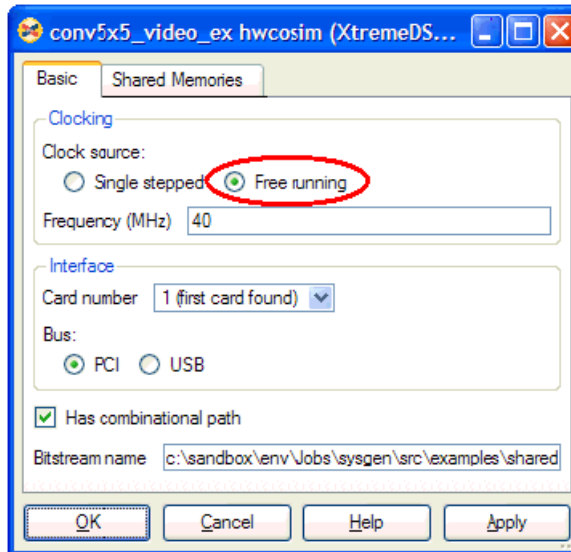 conv5x5_video_ex hwcosim (XtremeDS...
Basic Shared Memories
Clocking
Clock source:
Single stepped Free running
Frequency (MHz) 40
Interface
Card number 1 (first card found)
Bus:
PCI USB
Has combinational path
Bitstream name c:\sandbox\env\Jobs\sysgen\src\examples\shared
OK Cancel Help Apply